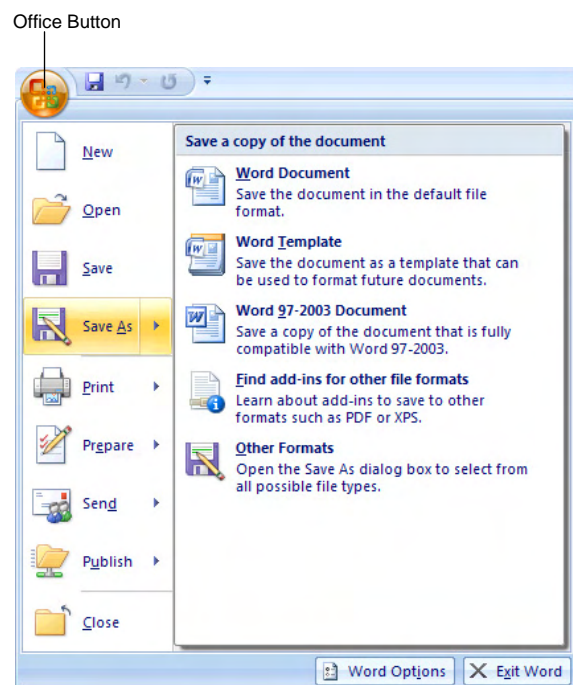 Office Button
New
Open
Save
Save As
Print
Prepare
Send
Publish
Close
Save a copy of the document
Word Document
Save the document in the default file
format.
Word Template
Save the document as a template that can
be used to format future documents.
Word 97-2003 Document
Save a copy of the document that is fully
compatible with Word 97-2003.
Find add-ins for other file formats
Learn about add-ins to save to other
formats such as PDF or XPS.
Other Formats
Open the Save As dialog box to select from
all possible file types.
Word Options
Exit Word